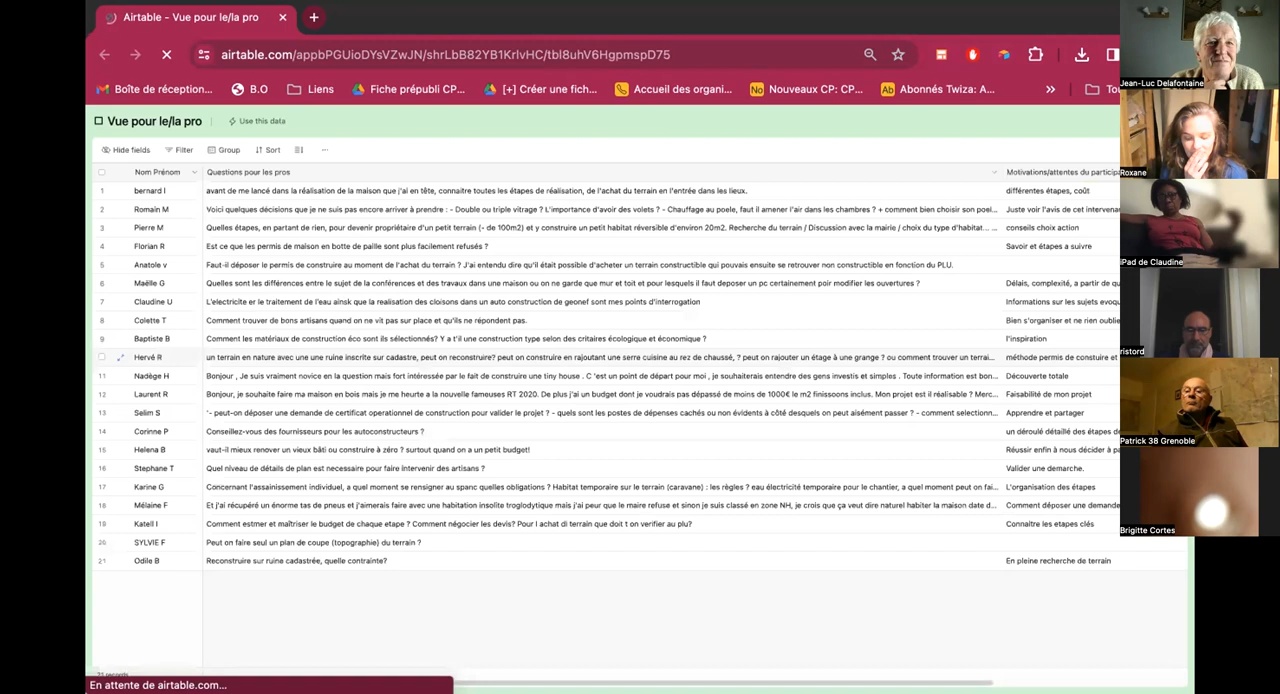 Airtable - Vue pour le/la pro
airtable.com/appbPGUioDYsVZwJN/shrLbB82YB1KrIvHC/tbl8uhV6HgpmspD75
Boîte de réception... B.O Liens Fiche prépubli CP... [+] Créer une fich... Accueil des organi... No Nouveaux CP: CP... Ab Abonnés Twiza: A... » Tou
Vue pour le/la pro Use this data
Hide fields Filter Group Sort ...
Nom Prénom Questions pour les pros Motivations/attentes du participa
1 bernard l avant de me lancé dans la réalisation de la maison que j'ai en tête, connaitre toutes les étapes de réalisation, de l'achat du terrain en l'entrée dans les lieux. différentes étapes, coût
2 Romain M Voici quelques décisions que je ne suis pas encore arriver à prendre : - Double ou triple vitrage ? L'importance d'avoir des volets ? - Chauffage au poele, faut il amener l'air dans les chambres ? + comment bien choisir son poel... Juste voir l'avis de cet intervenan
3 Pierre M Quelles étapes, en partant de rien, pour devenir propriétaire d'un petit terrain (- de 100m2) et y construire un petit habitat réversible d'environ 20m2. Recherche du terrain / Discussion avec la mairie / choix du type d'habitat... conseils choix action
4 Florian R Est ce que les permis de maison en botte de paille sont plus facilement refusés ? Savoir et étapes a suivre
5 Anatole v Faut-il déposer le permis de construire au moment de l'achat du terrain ? J'ai entendu dire qu'il était possible d'acheter un terrain constructible qui pouvais ensuite se retrouver non constructible en fonction du PLU.
6 Maëlle G Quelles sont les différences entre le sujet de la conférences et des travaux dans une maison ou on ne garde que mur et toit et pour lesquels il faut deposer un pc certainement poir modifier les ouvertures ? Délais, complexité, a partir de qu
7 Claudine U L'electricite er le traitement de l'eau ainsk que la realisation des cloisons dans un auto construction de geonef sont mes points d'interrogation Informations sur les sujets evoqu
8 Colette T Comment trouver de bons artisans quand on ne vit pas sur place et qu'ils ne répondent pas. Bien s'organiser et ne rien oublie
9 Baptiste B Comment les matériaux de construction éco sont ils sélectionnés? Y a t'il une construction type selon des critaires écologique et économique ? l'inspiration
Hervé R un terrain en nature avec une une ruine inscrite sur cadastre, peut on reconstruire? peut on construire en rajoutant une serre cuisine au rez de chaussé, ? peut on rajouter un étage à une grange ? ou comment trouver un terrai... méthode permis de constuire et
11 Nadège H Bonjour , Je suis vraiment novice en la question mais fort intéressée par le fait de construire une tiny house . C 'est un point de départ pour moi , je souhaiterais entendre des gens investis et simples . Toute information est bon... Découverte totale
12 Laurent R Bonjour, je souhaite faire ma maison en bois mais je me heurte a la nouvelle fameuses RT 2020. De plus j'ai un budget dont je voudrais pas dépassé de moins de 1000€ le m2 finissoons inclus. Mon projet est il réalisable ? Merc... Faisabilité de mon projet
13 Selim S '- peut-on déposer une demande de certificat operationnel de construction pour valider le projet ? - quels sont les postes de dépenses cachés ou non évidents à côté desquels on peut aisément passer ? - comment selectionn... Apprendre et partager
14 Corinne P Conseillez-vous des fournisseurs pour les autoconstructeurs ? un déroulé détaillé des étapes de
15 Helena B vaut-il mieux renover un vieux bâti ou construire à zéro ? surtout quand on a un petit budget! Réussir enfin à nous décider à pa
16 Stephane T Quel niveau de détails de plan est necessaire pour faire intervenir des artisans ? Valider une demarche.
17 Karine G Concernant l'assainissement individuel, a quel moment se rensigner au spanc quelles obligations ? Habitat temporaire sur le terrain (caravane) : les règles ? eau électricité temporaire pour le chantier, a quel moment peut on fai... L'organisation des étapes
18 Mélaine F Et j'ai récupéré un énorme tas de pneus et j'aimerais faire avec une habitation insolite troglodytique mais j'ai peur que le maire refuse et sinon je suis classé en zone NH, je crois que ça veut dire naturel habiter la maison date d... Comment déposer une demande
19 Katell l Comment estmer et maîtriser le budget de chaque etape ? Comment négocier les devis? Pour l achat di terrain que doit t on verifier au plu? Connaitre les etapes clés
20 SYLVIE F Peut on faire seul un plan de coupe (topographie) du terrain ?
21 Odile B Reconstruire sur ruine cadastrée, quelle contrainte? En pleine recherche de terrain
21 records
En attente de airtable.com...
Jean-Luc Delafontaine
Roxane
iPad de Claudine
ristord
Patrick 38 Grenoble
Brigitte Cortes